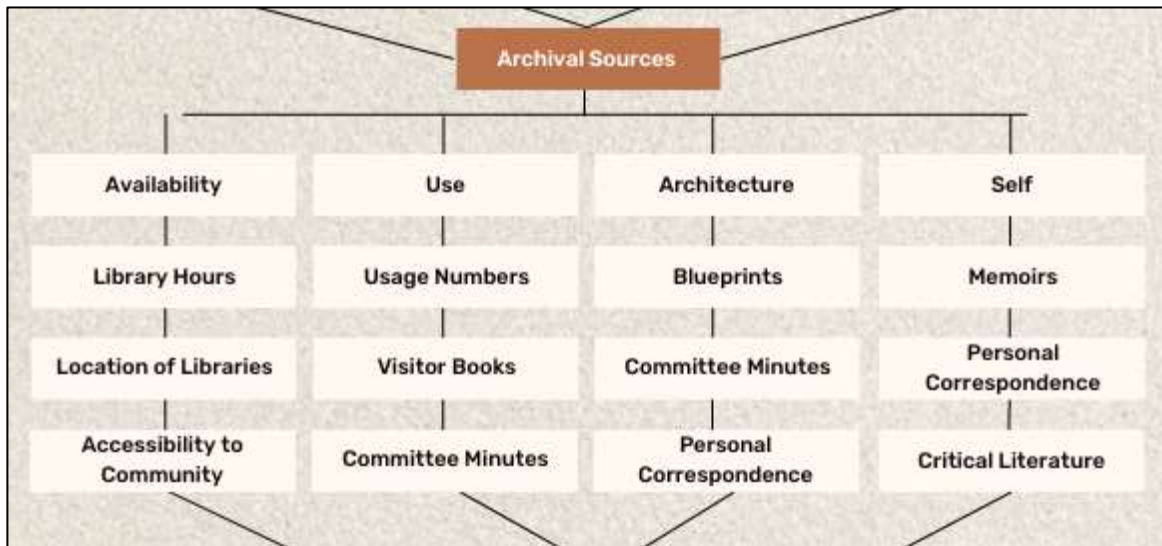 Archival Sources
Availability
Use
Architecture
Self
Library Hours
Usage Numbers
Blueprints
Memoirs
Location of Libraries
Visitor Books
Committee Minutes
Personal
Correspondence
Accessibility to
Community
Committee Minutes
Personal
Correspondence
Critical Literature